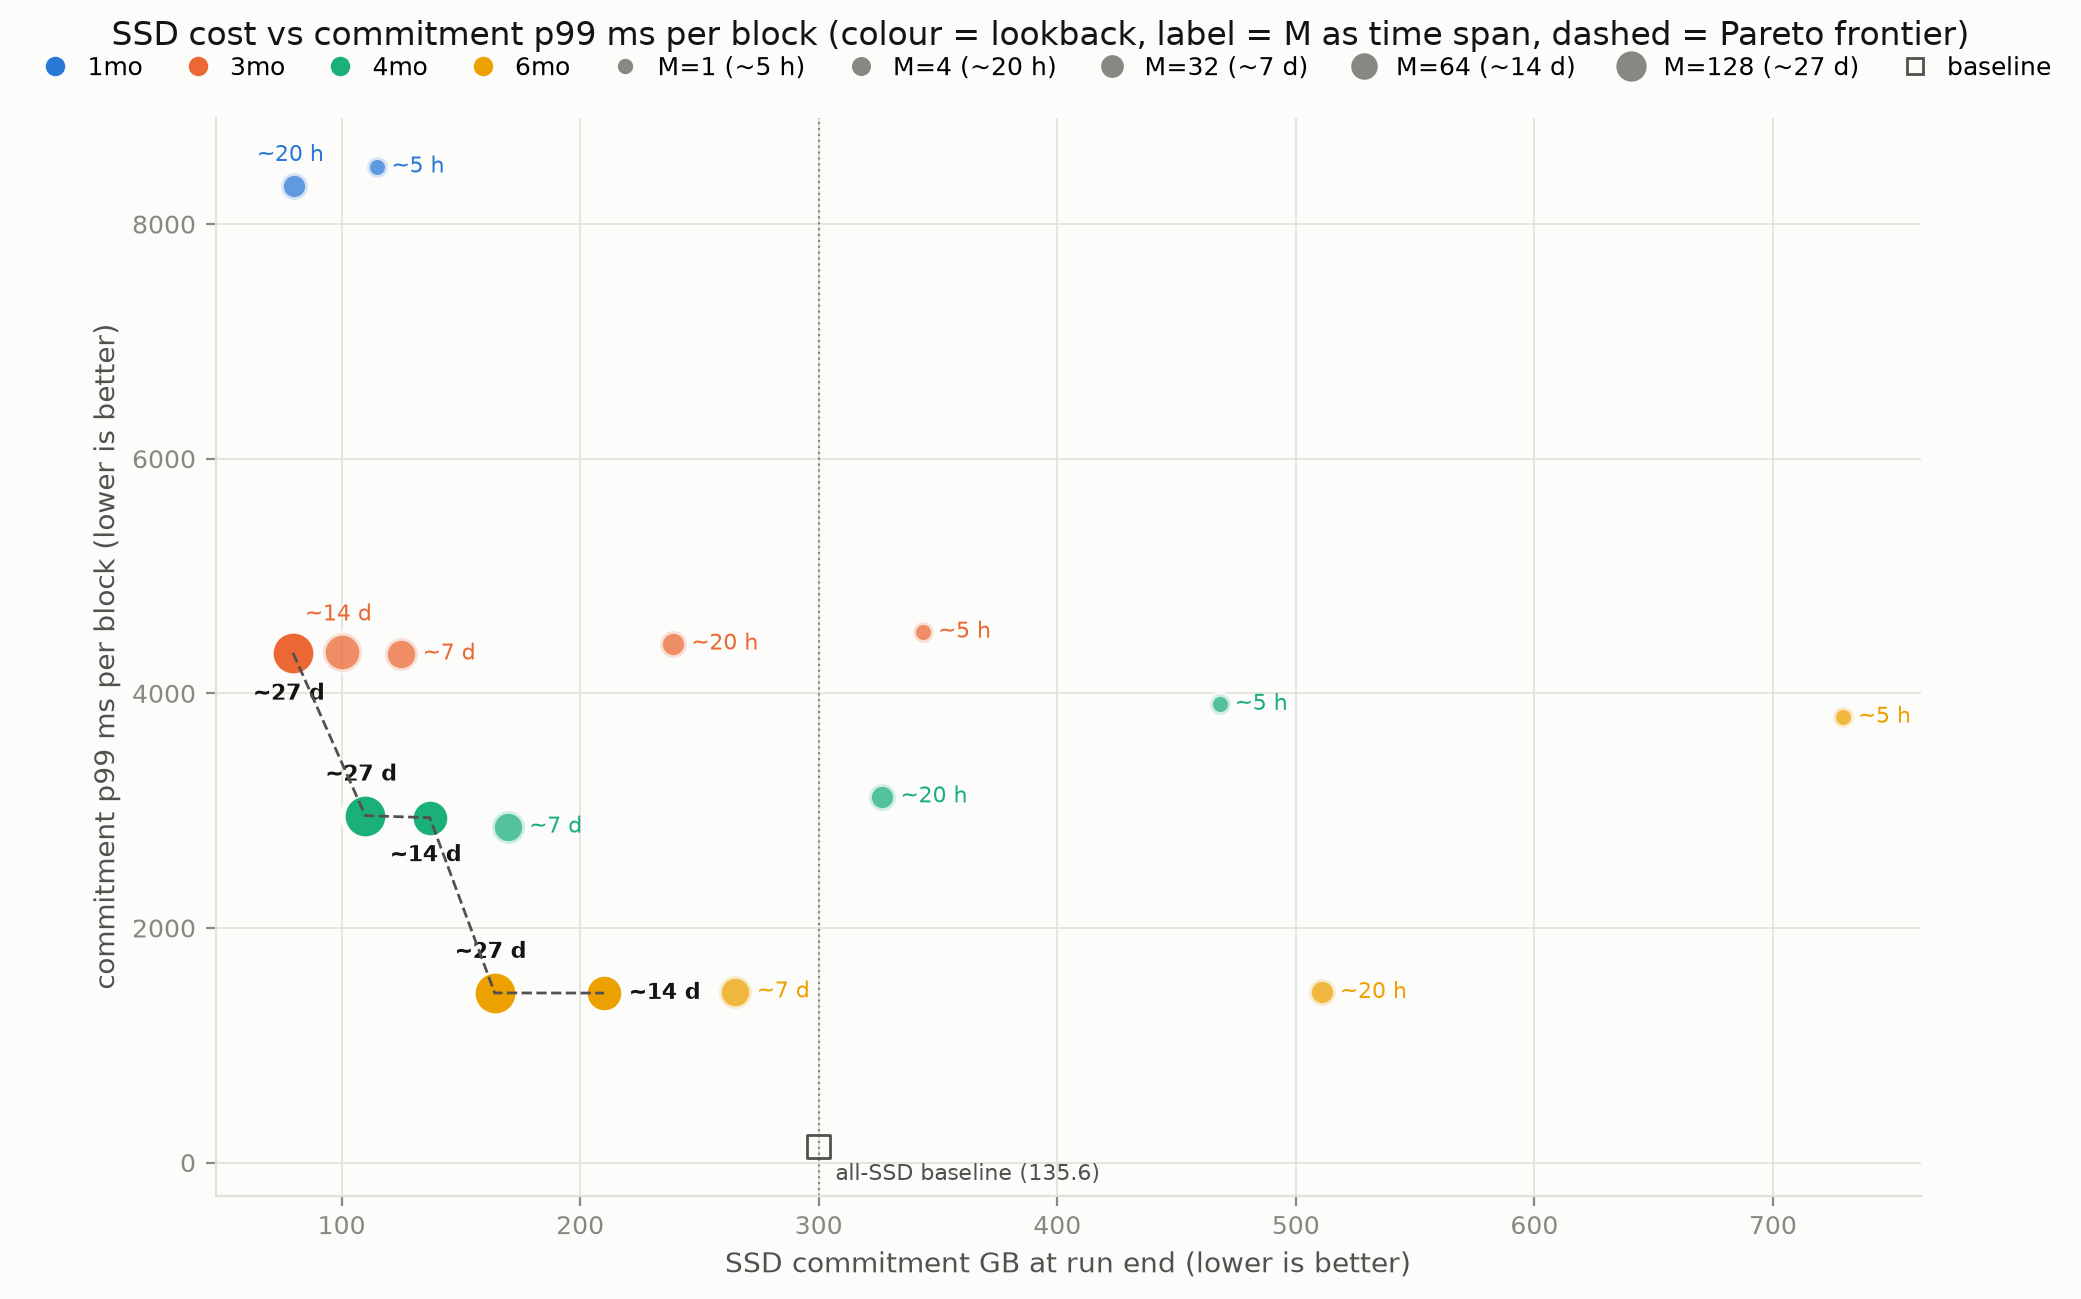 SSD cost vs commitment p99 ms per block (colour = lookback, label = M as time span, dashed = Pareto frontier)
1mo 3mo 4mo 6mo M=1 (~5 h) M=4 (~20 h) M=32 (~7 d) M=64 (~14 d) M=128 (~27 d) baseline
~20 h
~5 h
8000
6000
~14 d
~5 h
~20 h
~7 d
~27 d
4000
~5 h
~5 h
~27 d
~20 h
~7 d
~14 d
2000
~27 d
~14 d
~7 d
~20 h
0
all-SSD baseline (135.6)
100 200 300 400 500 600 700
SSD commitment GB at run end (lower is better)
commitment p99 ms per block (lower is better)